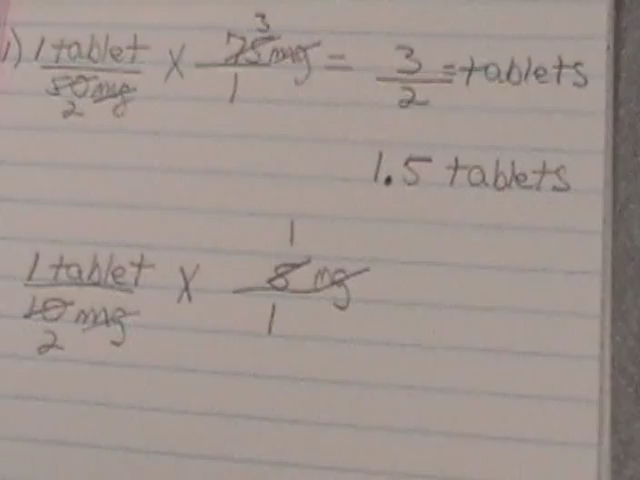 1) 1 tablet / 50 mg 2 × 75 mg 3 / 1 = 3 / 2 = tablets
1.5 tablets
1 tablet / 10 mg 2 × 5 mg 1 / 1